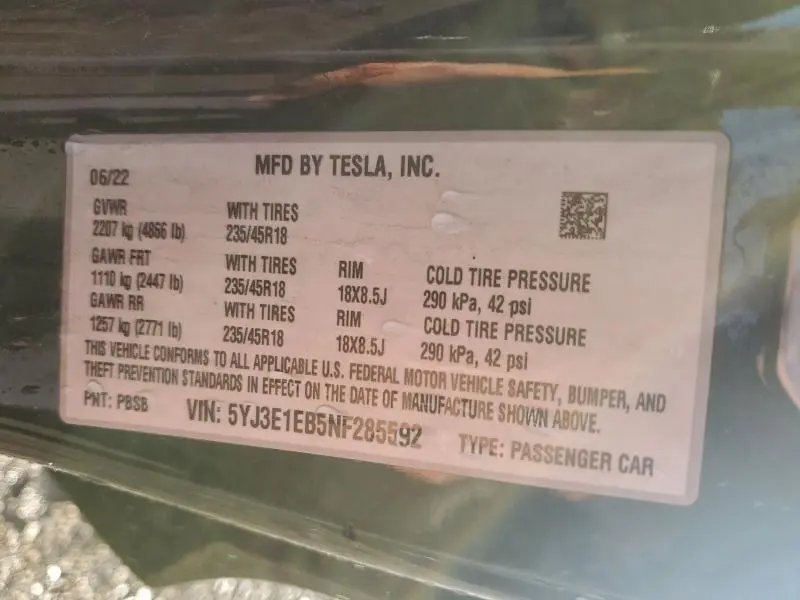 MFD BY TESLA, INC.
06/22
GVWR
2207 kg (4866 lb)
WITH TIRES
235/45R18
GAWR FRT
1110 kg (2447 lb)
WITH TIRES
235/45R18
RIM
18X8.5J
COLD TIRE PRESSURE
290 kPa, 42 psi
GAWR RR
1257 kg (2771 lb)
WITH TIRES
235/45R18
RIM
18X8.5J
COLD TIRE PRESSURE
290 kPa, 42 psi
THIS VEHICLE CONFORMS TO ALL APPLICABLE U.S. FEDERAL MOTOR VEHICLE SAFETY, BUMPER, AND
THEFT PREVENTION STANDARDS IN EFFECT ON THE DATE OF MANUFACTURE SHOWN ABOVE.
PNT: PBSB
VIN: 5YJ3E1EB5NF285592
TYPE: PASSENGER CAR